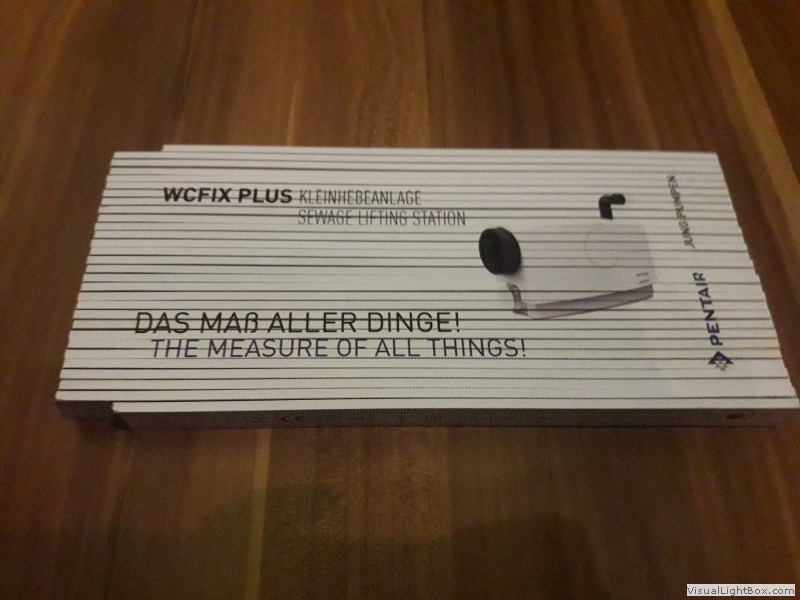 WCFIX PLUS KLEINHEBEANLAGE
SEWAGE LIFTING STATION
DAS MAß ALLER DINGE!
THE MEASURE OF ALL THINGS!
JUNG PUMPEN
PENTAIR
VisualLightBox.com